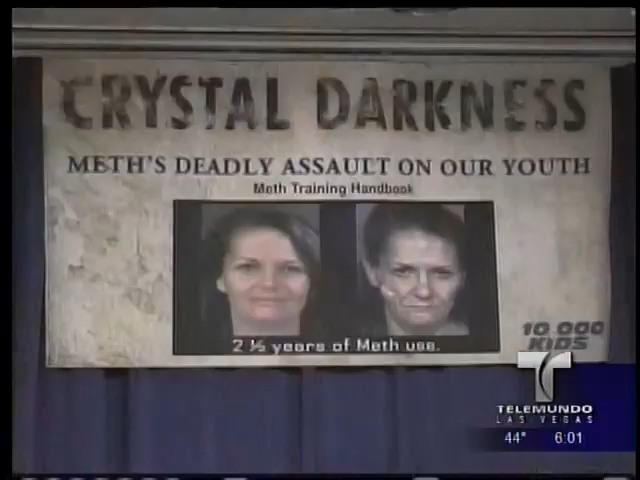 CRYSTAL DARKNESS
METH'S DEADLY ASSAULT ON OUR YOUTH
Meth Training Handbook
2 ½ years of Meth use.
10,000
KIDS
TELEMUNDO
LAS VEGAS
44° 6:01